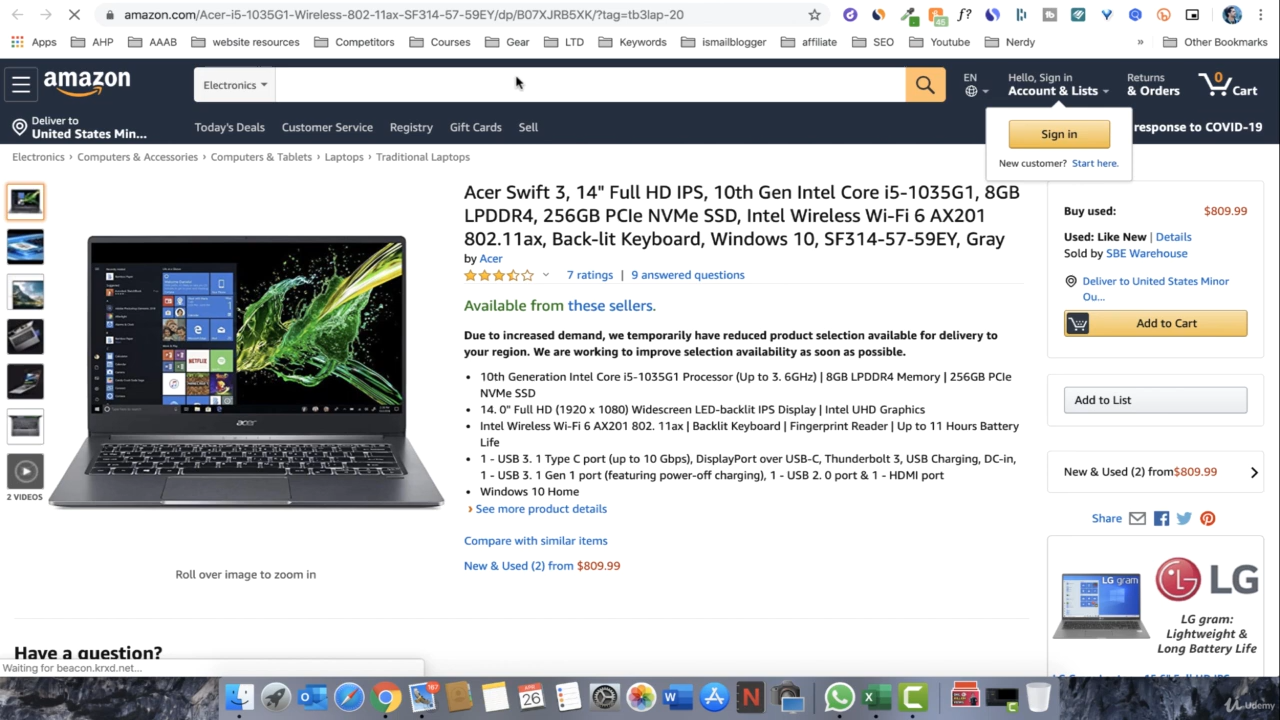 amazon.com/Acer-i5-1035G1-Wireless-802-11ax-SF314-57-59EY/dp/B07XJRB5XK/?tag=tb3lap-20
45
f?
Apps AHP AAAB website resources Competitors Courses Gear LTD Keywords ismailblogger affiliate SEO Youtube Nerdy » Other Bookmarks
amazon
Electronics
EN
Hello, Sign in
Account & Lists
Returns
& Orders
0
Cart
Deliver to
United States Min...
Today's Deals Customer Service Registry Gift Cards Sell
response to COVID-19
Sign in
New customer? Start here.
Electronics › Computers & Accessories › Computers & Tablets › Laptops › Traditional Laptops
Acer Swift 3, 14" Full HD IPS, 10th Gen Intel Core i5-1035G1, 8GB
LPDDR4, 256GB PCIe NVMe SSD, Intel Wireless Wi-Fi 6 AX201
802.11ax, Back-lit Keyboard, Windows 10, SF314-57-59EY, Gray
by Acer
7 ratings | 9 answered questions
Available from these sellers.
Due to increased demand, we temporarily have reduced product selection available for delivery to
your region. We are working to improve selection availability as soon as possible.
• 10th Generation Intel Core i5-1035G1 Processor (Up to 3. 6GHz) | 8GB LPDDR4 Memory | 256GB PCIe
NVMe SSD
• 14. 0" Full HD (1920 x 1080) Widescreen LED-backlit IPS Display | Intel UHD Graphics
• Intel Wireless Wi-Fi 6 AX201 802. 11ax | Backlit Keyboard | Fingerprint Reader | Up to 11 Hours Battery
Life
• 1 - USB 3. 1 Type C port (up to 10 Gbps), DisplayPort over USB-C, Thunderbolt 3, USB Charging, DC-in,
1 - USB 3. 1 Gen 1 port (featuring power-off charging), 1 - USB 2. 0 port & 1 - HDMI port
• Windows 10 Home
› See more product details
Compare with similar items
New & Used (2) from $809.99
NETFLIX
acer
2 VIDEOS
Roll over image to zoom in
Buy used: $809.99
Used: Like New | Details
Sold by SBE Warehouse
Deliver to United States Minor
Ou...
Add to Cart
Add to List
New & Used (2) from$809.99
Share
LG gram
LG
LG gram:
Lightweight &
Long Battery Life
Have a question?
Waiting for beacon.krxd.net...
167
APR
26
W
N
X
C
Udemy